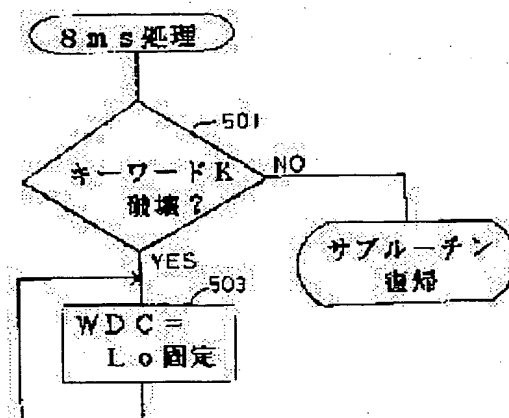 8ms処理
501
キーワードK
破壊?
NO
YES
サブルーチン
復帰
503
WDC=
Lo固定